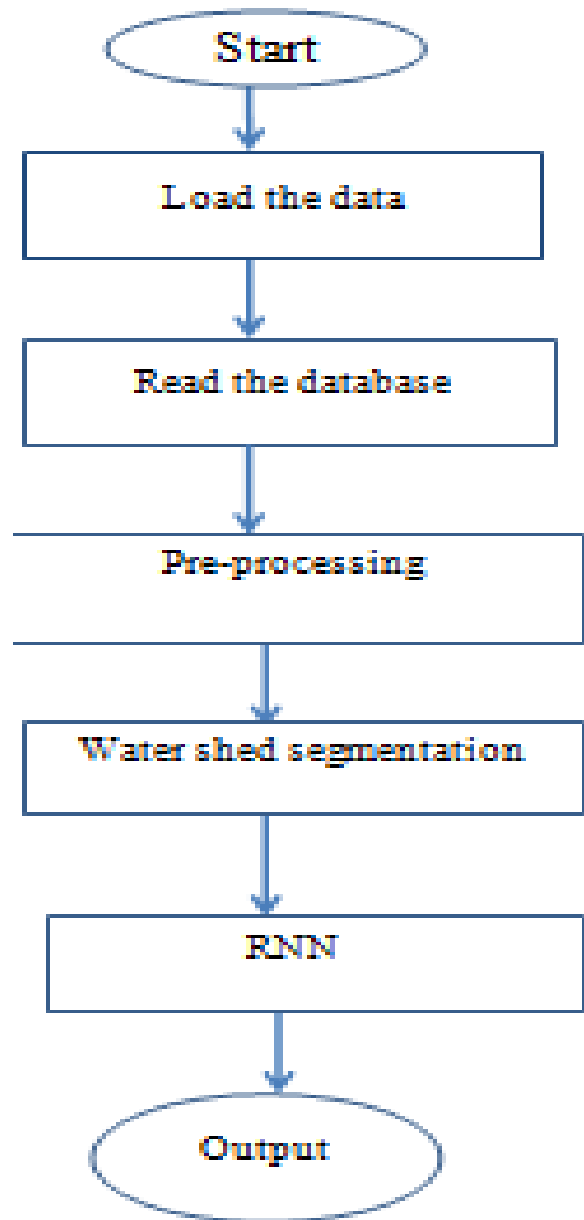 Start
Load the data
Read the database
Pre-processing
Water shed segmentation
RNN
Output